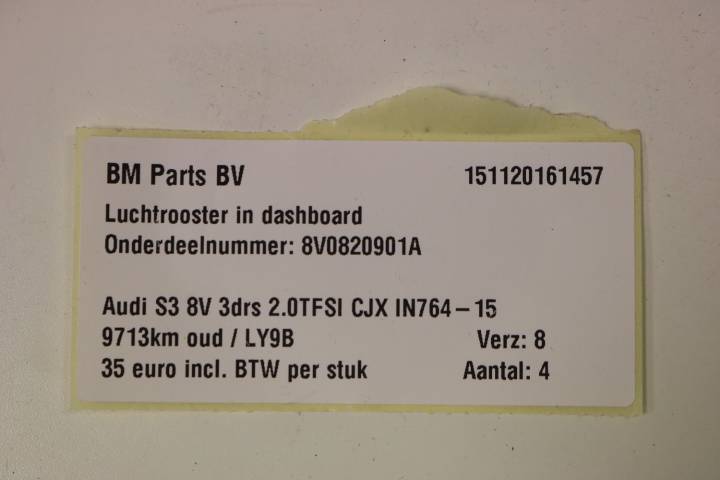 BM Parts BV 151120161457
Luchtrooster in dashboard
Onderdeelnummer: 8V0820901A
Audi S3 8V 3drs 2.0TFSI CJX IN764-15
9713km oud / LY9B Verz: 8
35 euro incl. BTW per stuk Aantal: 4